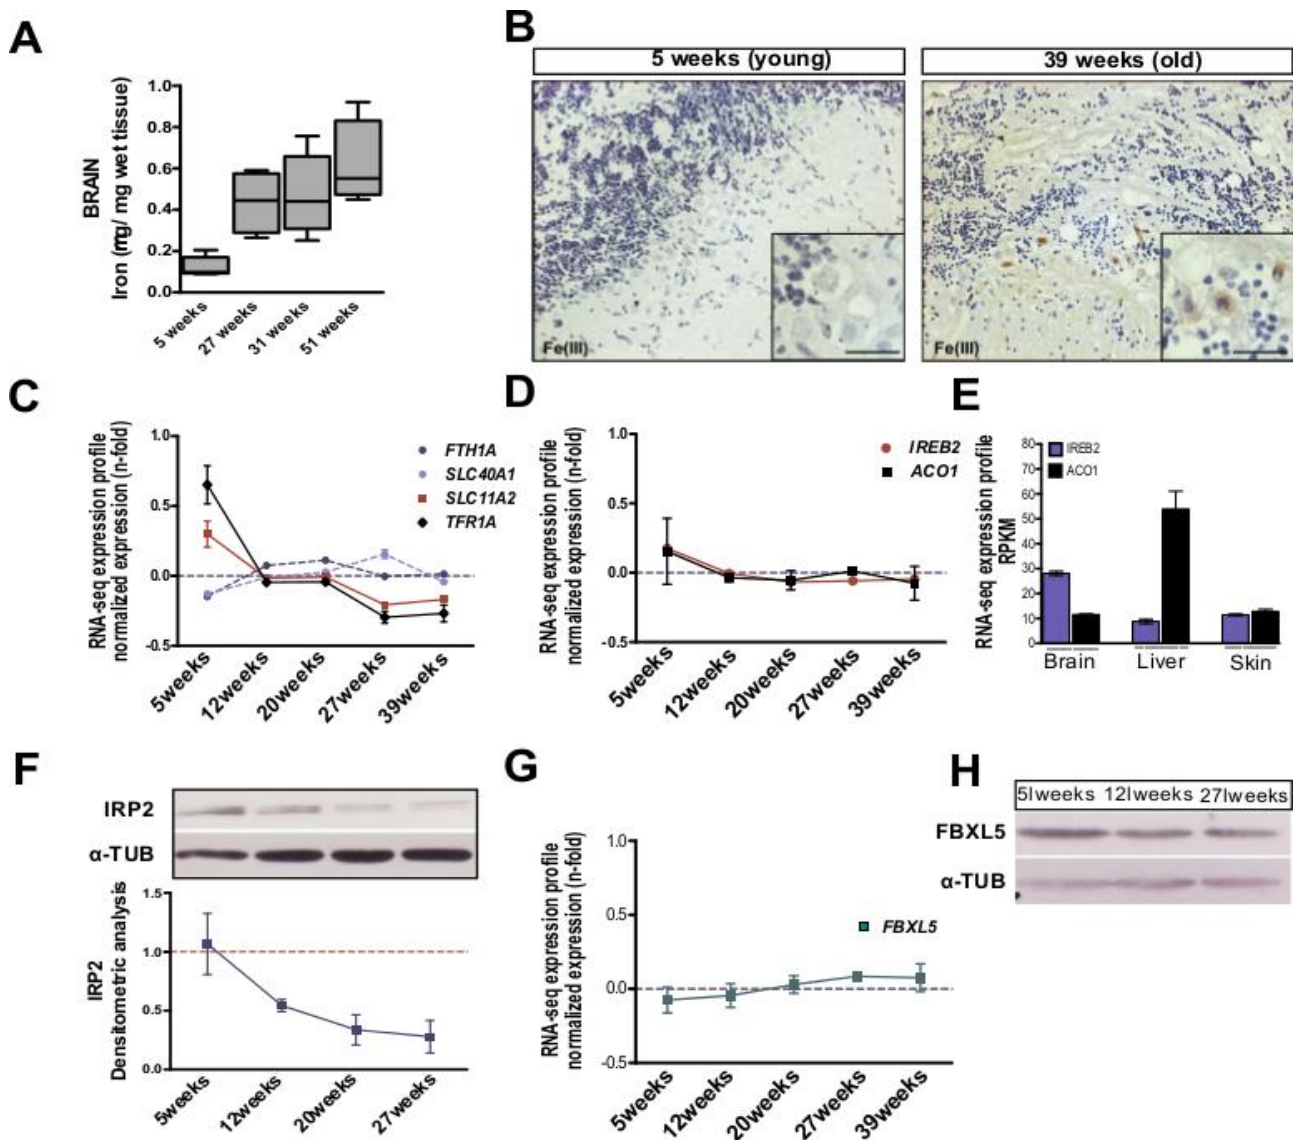 A
BRAIN
Iron (mg/ mg wet tissue)
1.0
0.8
0.6
0.4
0.2
0.0
5 weeks
27 weeks
31 weeks
51 weeks
B
5 weeks (young)
39 weeks (old)
Fe(III)
Fe(III)
C
RNA-seq expression profile
normalized expression (n-fold)
1.0
0.5
0.0
-0.5
FTH1A
SLC40A1
SLC11A2
TFR1A
5weeks
12weeks
20weeks
27weeks
39weeks
D
RNA-seq expression profile
normalized expression (n-fold)
1.0
0.5
0.0
-0.5
IREB2
ACO1
5weeks
12weeks
20weeks
27weeks
39weeks
E
RNA-seq expression profile
RPKM
80
70
60
50
40
30
20
10
0
IREB2
ACO1
Brain
Liver
Skin
F
IRP2
α-TUB
IRP2
Densitometric analysis
1.5
1.0
0.5
0.0
5weeks
12weeks
20weeks
27weeks
G
RNA-seq expression profile
normalized expression (n-fold)
1.0
0.5
0.0
-0.5
FBXL5
5weeks
12weeks
20weeks
27weeks
39weeks
H
5lweeks 12lweeks 27lweeks
FBXL5
α-TUB